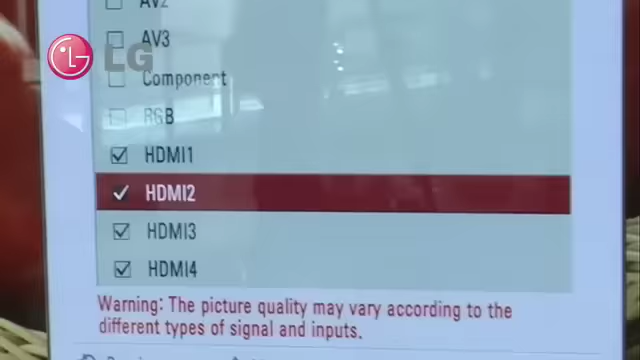 AV2
AV3
LG
Component
RGB
HDMI1
HDMI2
HDMI3
HDMI4
Warning: The picture quality may vary according to the
different types of signal and inputs.